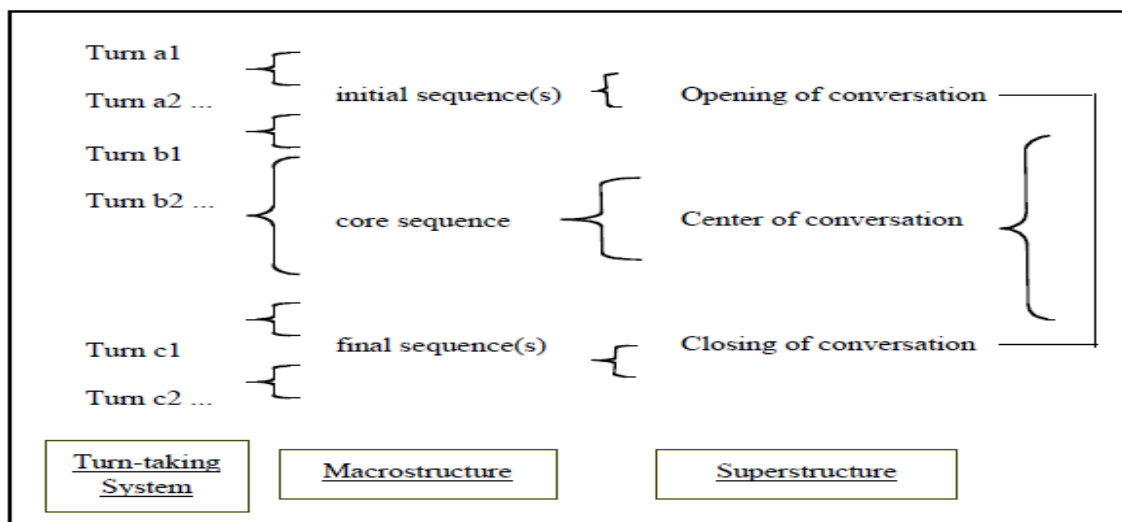 Turn a1
Turn a2 ...
initial sequence(s)
Opening of conversation
Turn b1
Turn b2 ...
core sequence
Center of conversation
Turn c1
final sequence(s)
Closing of conversation
Turn c2 ...
Turn-taking
System
Macrostructure
Superstructure